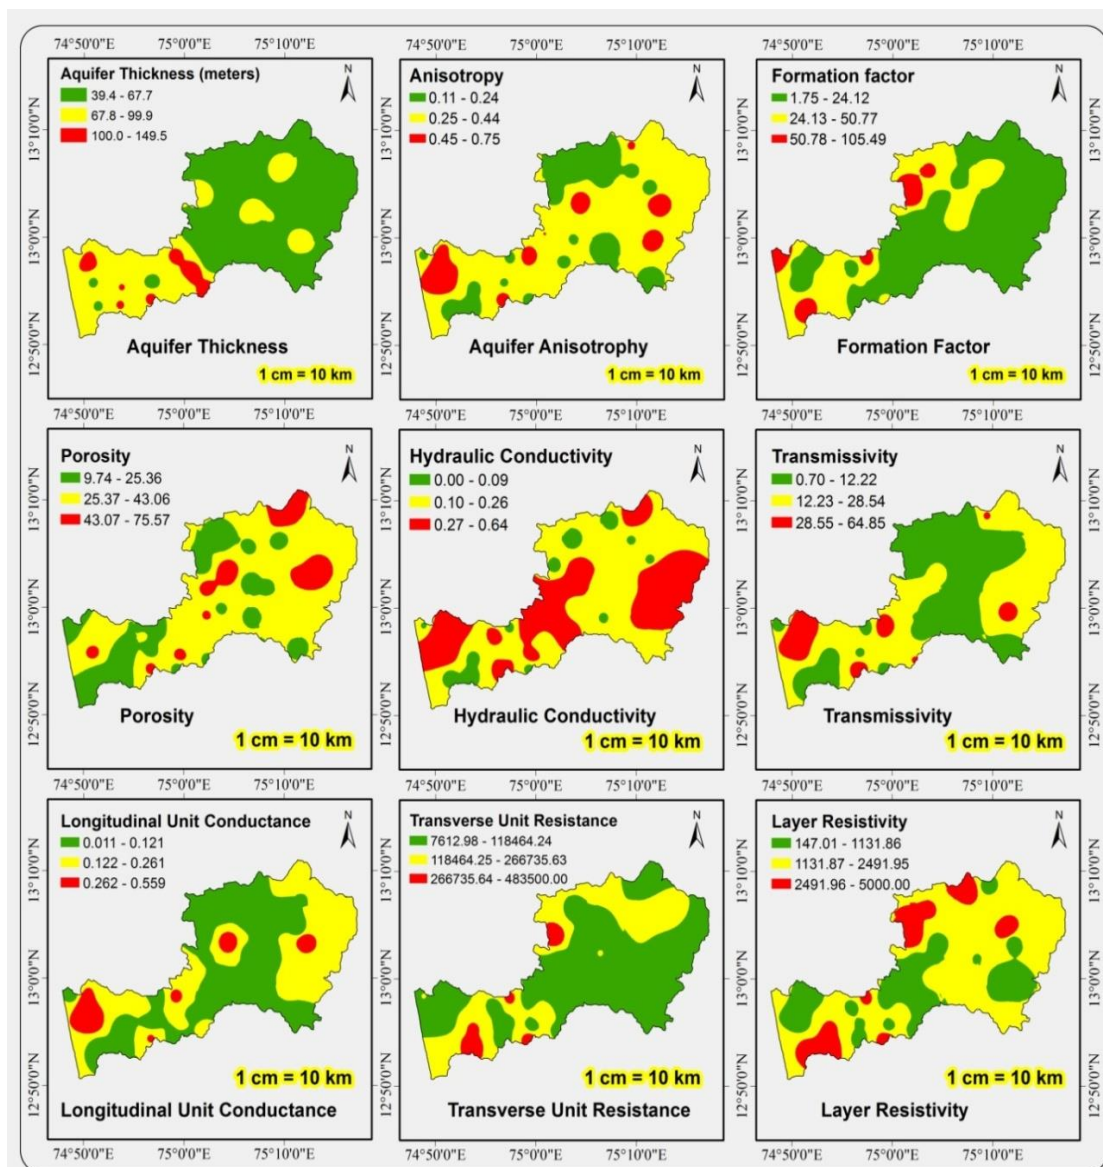 74°50'0"E 75°0'0"E 75°10'0"E 74°50'0"E 75°0'0"E 75°10'0"E 74°50'0"E 75°0'0"E 75°10'0"E
Aquifer Thickness (meters)
39.4 - 67.7
67.8 - 99.9
100.0 - 149.5
N
13°10'0"N
13°0'0"N
12°50'0"N
Aquifer Thickness
1 cm = 10 km
Anisotropy
0.11 - 0.24
0.25 - 0.44
0.45 - 0.75
N
Aquifer Anisotrophy
1 cm = 10 km
Formation factor
1.75 - 24.12
24.13 - 50.77
50.78 - 105.49
N
13°10'0"N
13°0'0"N
12°50'0"N
Formation Factor
1 cm = 10 km
74°50'0"E 75°0'0"E 75°10'0"E 74°50'0"E 75°0'0"E 75°10'0"E 74°50'0"E 75°0'0"E 75°10'0"E
Porosity
9.74 - 25.36
25.37 - 43.06
43.07 - 75.57
N
13°10'0"N
13°0'0"N
12°50'0"N
Porosity
1 cm = 10 km
Hydraulic Conductivity
0.00 - 0.09
0.10 - 0.26
0.27 - 0.64
N
Hydraulic Conductivity
1 cm = 10 km
Transmissivity
0.70 - 12.22
12.23 - 28.54
28.55 - 64.85
N
13°10'0"N
13°0'0"N
12°50'0"N
Transmissivity
1 cm = 10 km
74°50'0"E 75°0'0"E 75°10'0"E 74°50'0"E 75°0'0"E 75°10'0"E 74°50'0"E 75°0'0"E 75°10'0"E
Longitudinal Unit Conductance
0.011 - 0.121
0.122 - 0.261
0.262 - 0.559
N
13°10'0"N
13°0'0"N
12°50'0"N
1 cm = 10 km
Longitudinal Unit Conductance
Transverse Unit Resistance
7612.98 - 118464.24
118464.25 - 266735.63
266735.64 - 483500.00
N
1 cm = 10 km
Transverse Unit Resistance
Layer Resistivity
147.01 - 1131.86
1131.87 - 2491.95
2491.96 - 5000.00
N
13°10'0"N
13°0'0"N
12°50'0"N
1 cm = 10 km
Layer Resistivity